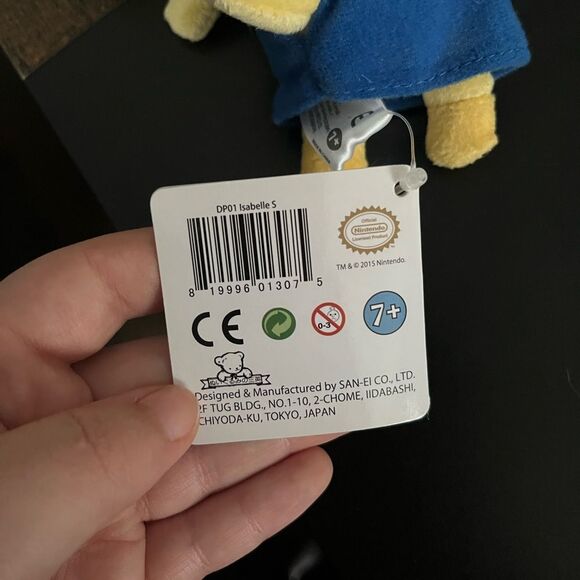 DP01 Isabelle S
8 19996 01307 5
Official
Nintendo
Licensed Product
TM & © 2015 Nintendo.
CE
0-3
7+
Designed & Manufactured by SAN-EI CO., LTD.
2F TUG BLDG., NO.1-10, 2-CHOME, IIDABASHI,
CHIYODA-KU, TOKYO, JAPAN